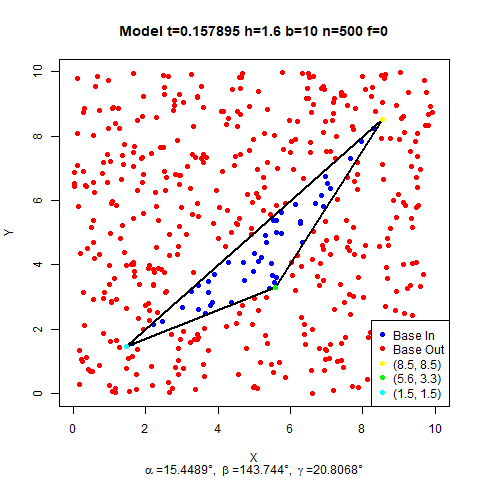 Model t=0.157895 h=1.6 b=10 n=500 f=0
10
8
6
4
2
0
Y
0 2 4 6 8 10
X
α=15.4489°, β=143.744°, γ=20.8068°
Base In
Base Out
(8.5, 8.5)
(5.6, 3.3)
(1.5, 1.5)